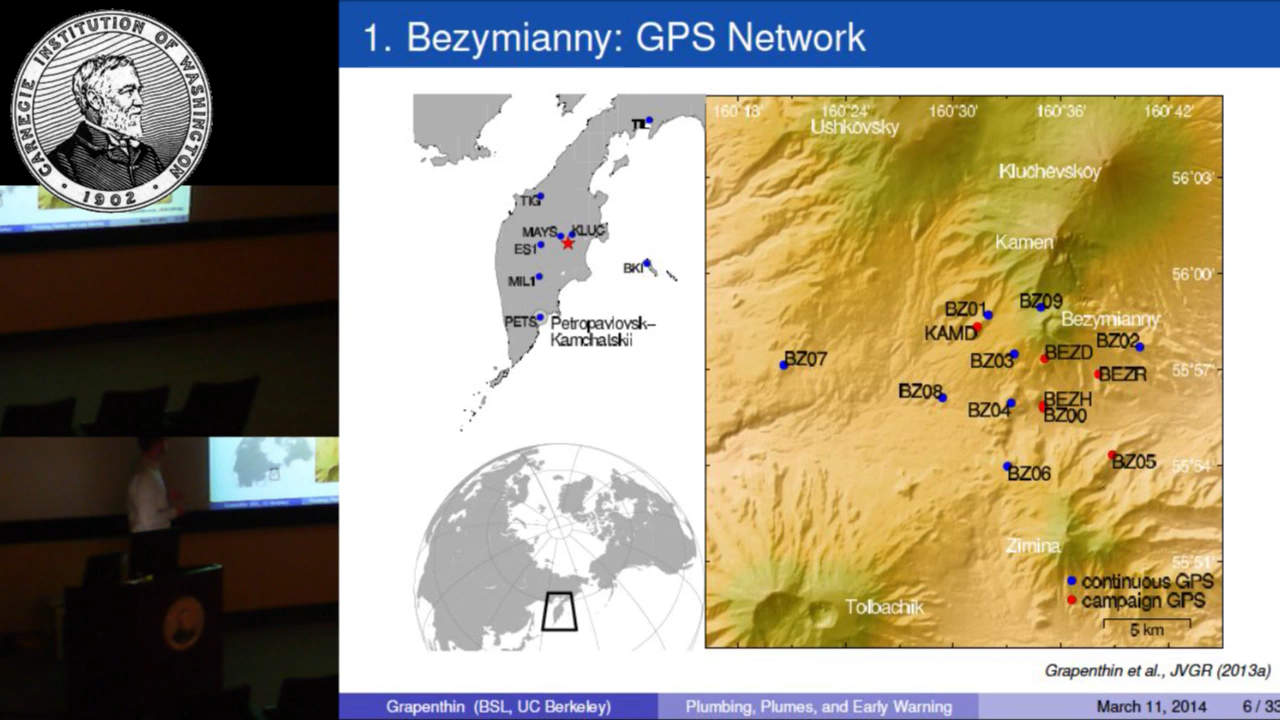 CARNEGIE INSTITUTION OF WASHINGTON
1902
1. Bezymianny: GPS Network
TIG
MAYS
KLUC
ES1
BKI
MIL1
PETS
Petropavlovsk–
Kamchatskii
160˚24'
160˚30'
160˚36'
160˚42'
Ushkovsky
Kluchevskoy
56˚03'
Kamen
56˚00'
BZ09
BZ01
Bezymianny
KAMD
BZ02
BZ03
BEZD
BZ07
55˚57'
BEZR
BZ08
BEZH
BZ04
BZ00
BZ05
55˚54'
BZ06
Zimina
55˚51'
continuous GPS
campaign GPS
Tolbachik
5 km
Grapenthin et al., JVGR (2013a)
Grapenthin (BSL, UC Berkeley)
Plumbing, Plumes, and Early Warning
March 11, 2014
6 / 33